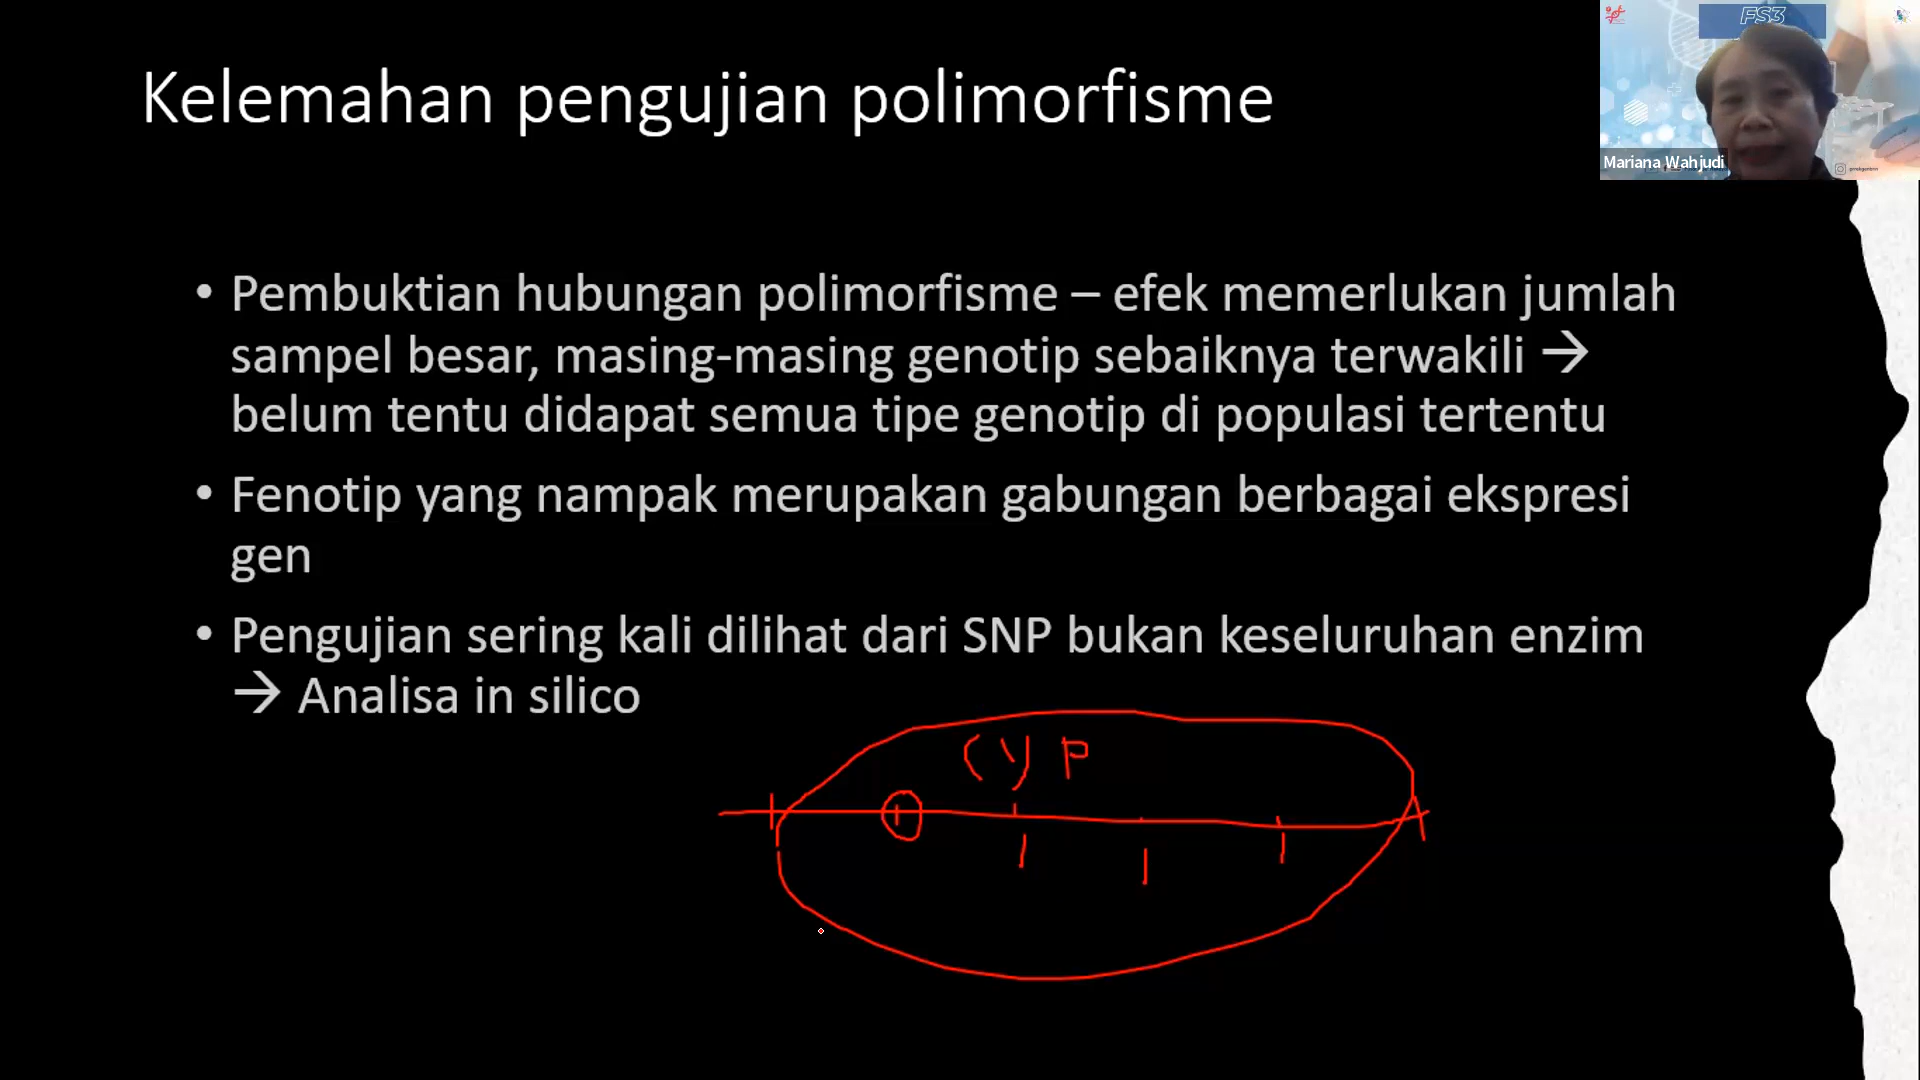 FS3
Mariana Wahjudi
Kelemahan pengujian polimorfisme
• Pembuktian hubungan polimorfisme – efek memerlukan jumlah
sampel besar, masing-masing genotip sebaiknya terwakili →
belum tentu didapat semua tipe genotip di populasi tertentu
• Fenotip yang nampak merupakan gabungan berbagai ekspresi
gen
• Pengujian sering kali dilihat dari SNP bukan keseluruhan enzim
→ Analisa in silico
CYP